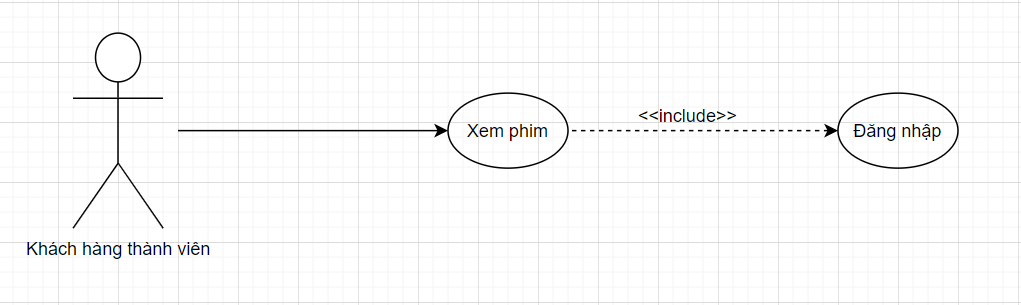 <<include>>
Xem phim
Đăng nhập
Khách hàng thành viên